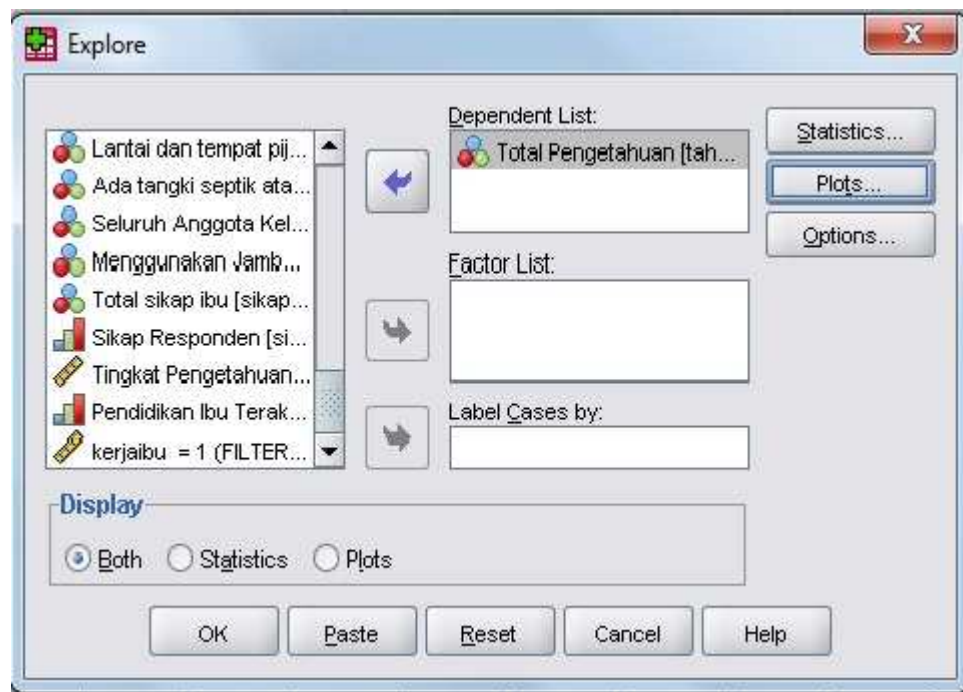 Explore
Lantai dan tempat pij...
Ada tangki septik ata...
Seluruh Anggota Kel...
Menggunakan Jamb...
Total sikap ibu [sikap...
Sikap Responden [si...
Tingkat Pengetahuan...
Pendidikan Ibu Terak...
kerjaibu = 1 (FILTER...
Dependent List:
Total Pengetahuan [tah...
Factor List:
Label Cases by:
Statistics...
Plots...
Options...
Display
Both
Statistics
Plots
OK
Paste
Reset
Cancel
Help